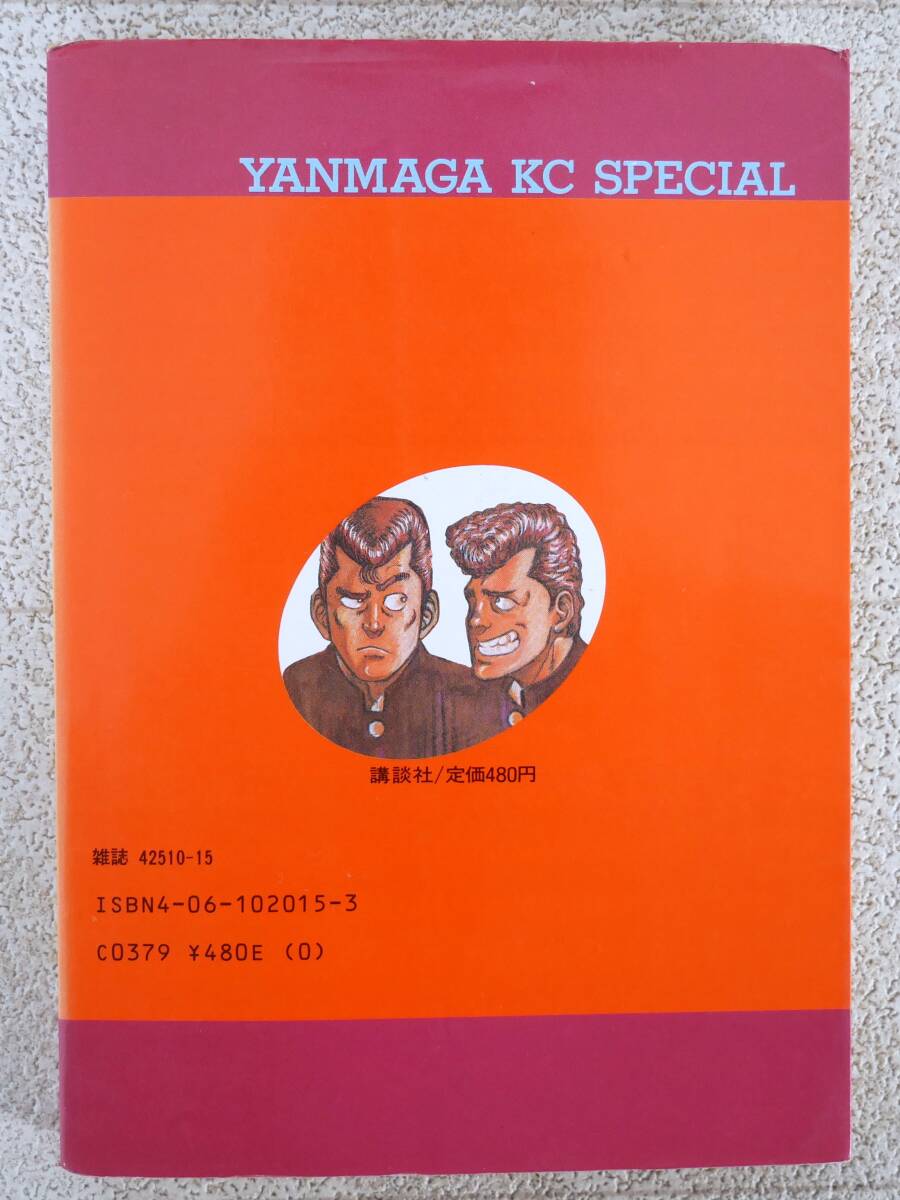 YANMAGA KC SPECIAL
講談社/定価480円
雑誌 42510-15
ISBN4-06-102015-3
C0379 ¥480E (0)